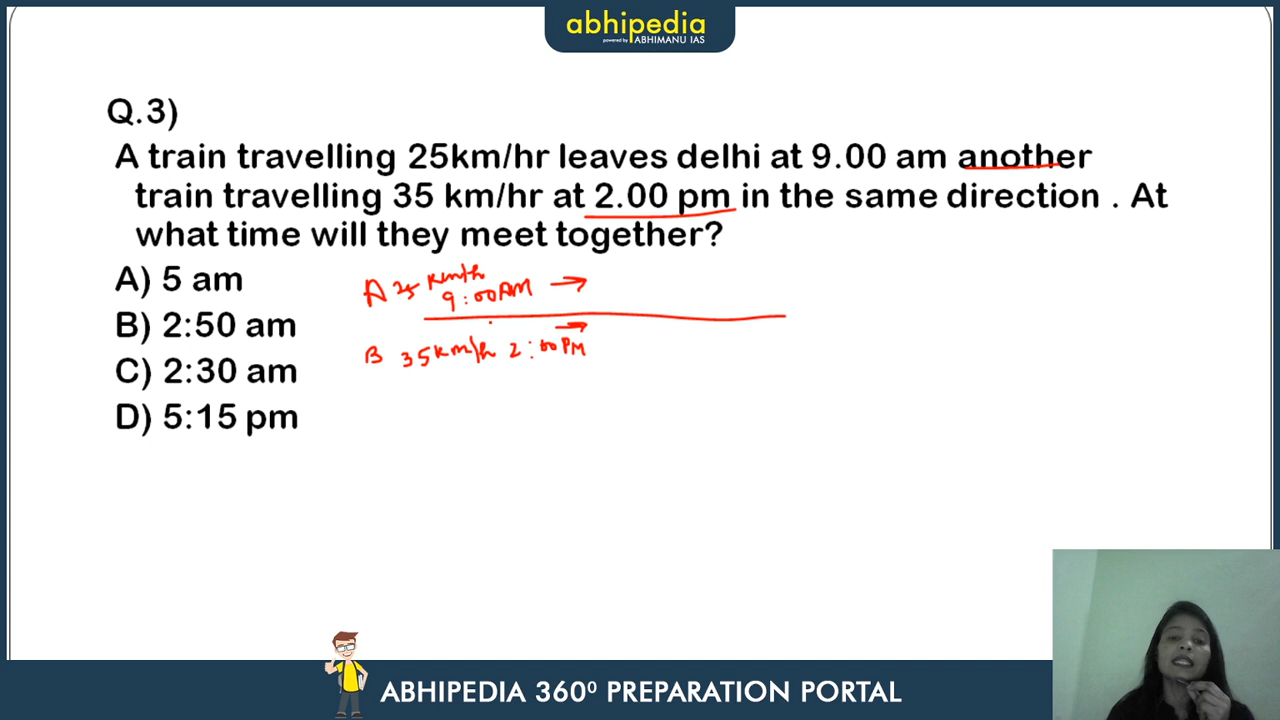 abhipedia
powered by ABHIMANU IAS
Q.3)
A train travelling 25km/hr leaves delhi at 9.00 am another
train travelling 35 km/hr at 2.00 pm in the same direction . At
what time will they meet together?
A) 5 am
B) 2:50 am
C) 2:30 am
D) 5:15 pm
A 25 Km/h
9:00AM
B 35km/h 2:00PM
ABHIPEDIA 360⁰ PREPARATION PORTAL